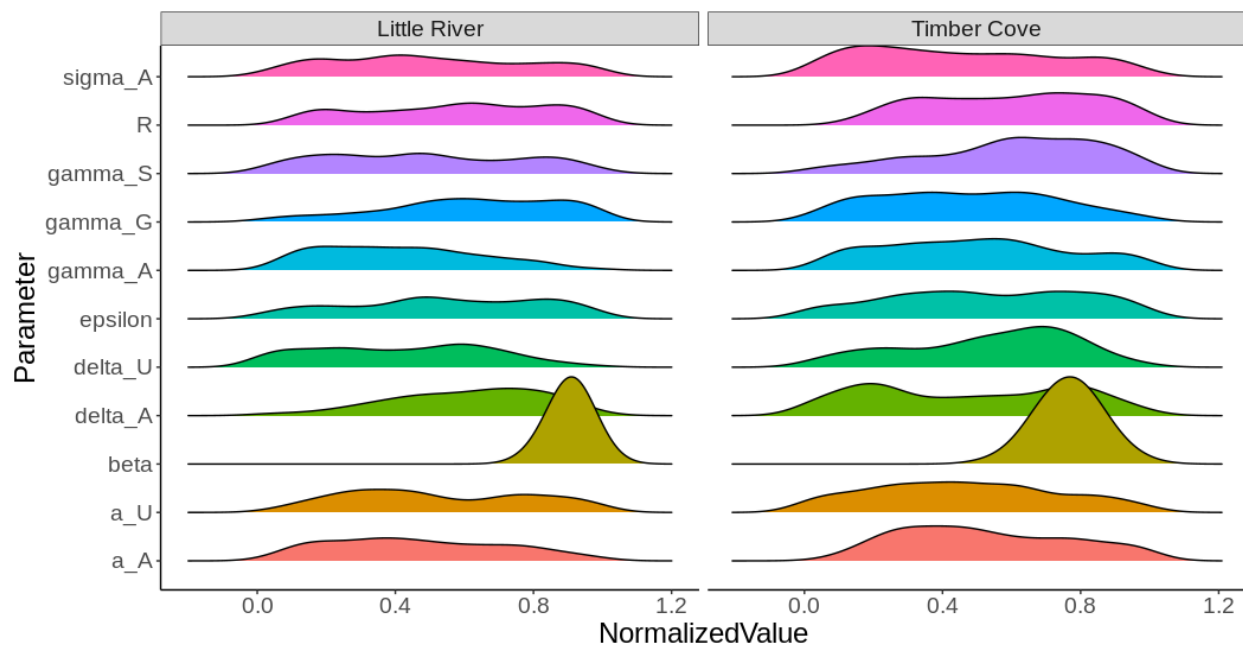 Little River
Timber Cove
Parameter
sigma_A
R
gamma_S
gamma_G
gamma_A
epsilon
delta_U
delta_A
beta
a_U
a_A
0.0 0.4 0.8 1.2 0.0 0.4 0.8 1.2
NormalizedValue